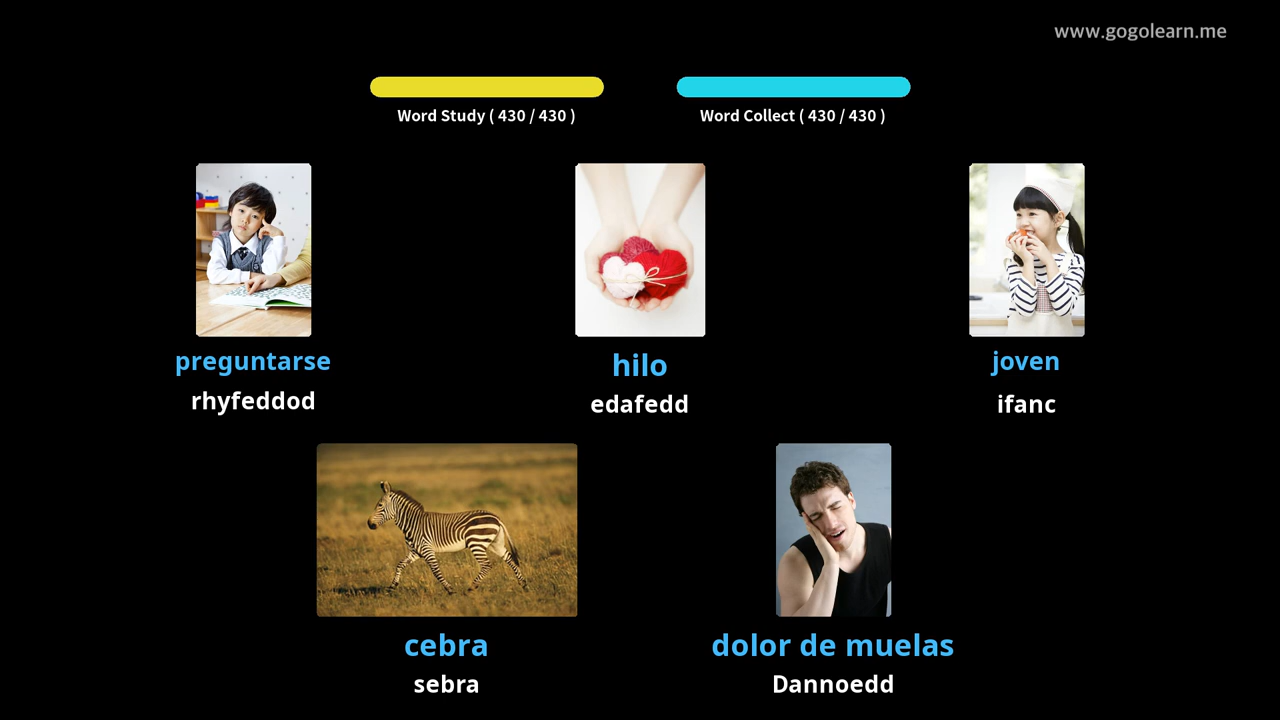 www.gogolearn.me
Word Study ( 430 / 430 )
Word Collect ( 430 / 430 )
preguntarse
rhyfeddod
hilo
edafedd
joven
ifanc
cebra
sebra
dolor de muelas
Dannoedd